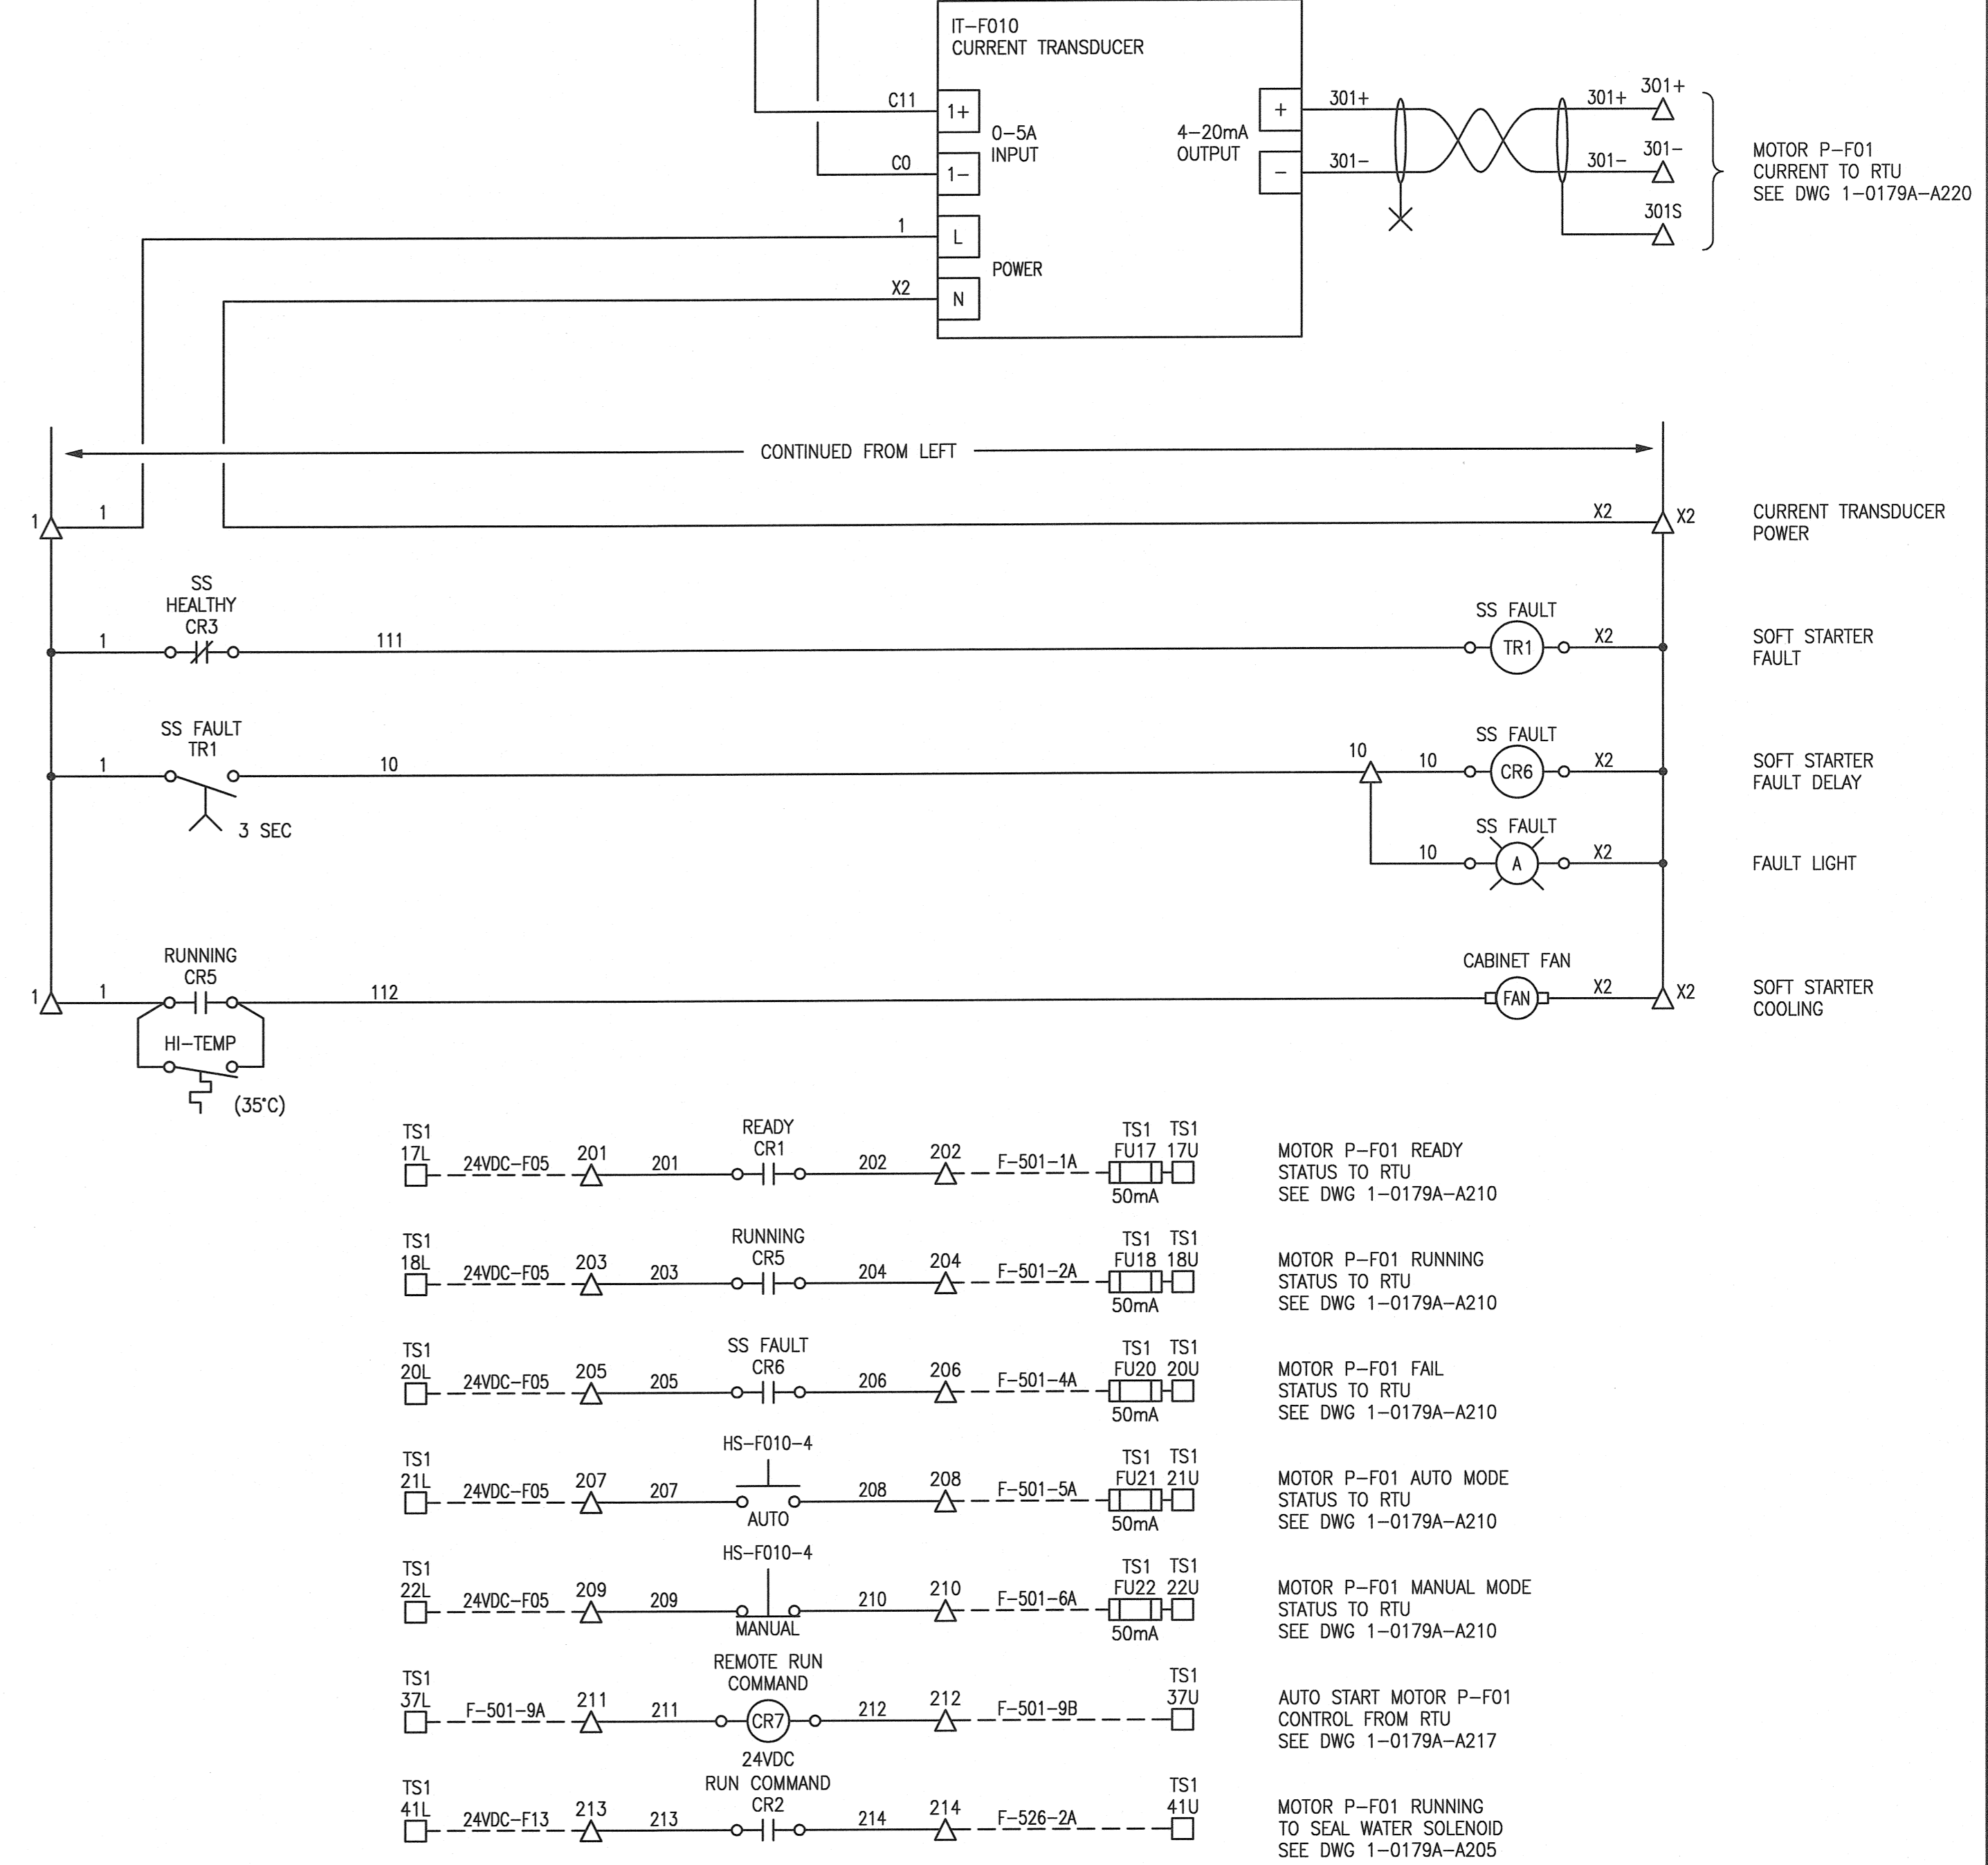 IT-F010
CURRENT TRANSDUCER
C11
1+
0-5A
INPUT
C0
1-
1
L
POWER
X2
N
4-20mA
OUTPUT
+
-
301+
301-
301+
301-
301+
301-
301S
MOTOR P-F01
CURRENT TO RTU
SEE DWG 1-0179A-A220
CONTINUED FROM LEFT
1
1
X2
X2
CURRENT TRANSDUCER
POWER
SS
HEALTHY
CR3
1
111
SS FAULT
TR1
X2
SOFT STARTER
FAULT
SS FAULT
TR1
1
10
3 SEC
10
10
SS FAULT
CR6
X2
SOFT STARTER
FAULT DELAY
SS FAULT
10
A
X2
FAULT LIGHT
RUNNING
CR5
1
1
112
HI-TEMP
(35°C)
CABINET FAN
FAN
X2
X2
SOFT STARTER
COOLING
TS1
17L
24VDC-F05
201
201
READY
CR1
202
202
F-501-1A
TS1
FU17
50mA
TS1
17U
MOTOR P-F01 READY
STATUS TO RTU
SEE DWG 1-0179A-A210
TS1
18L
24VDC-F05
203
203
RUNNING
CR5
204
204
F-501-2A
TS1
FU18
50mA
TS1
18U
MOTOR P-F01 RUNNING
STATUS TO RTU
SEE DWG 1-0179A-A210
TS1
20L
24VDC-F05
205
205
SS FAULT
CR6
206
206
F-501-4A
TS1
FU20
50mA
TS1
20U
MOTOR P-F01 FAIL
STATUS TO RTU
SEE DWG 1-0179A-A210
TS1
21L
24VDC-F05
207
207
HS-F010-4
AUTO
208
208
F-501-5A
TS1
FU21
50mA
TS1
21U
MOTOR P-F01 AUTO MODE
STATUS TO RTU
SEE DWG 1-0179A-A210
TS1
22L
24VDC-F05
209
209
HS-F010-4
MANUAL
210
210
F-501-6A
TS1
FU22
50mA
TS1
22U
MOTOR P-F01 MANUAL MODE
STATUS TO RTU
SEE DWG 1-0179A-A210
TS1
37L
F-501-9A
211
211
REMOTE RUN
COMMAND
CR7
24VDC
212
212
F-501-9B
TS1
37U
AUTO START MOTOR P-F01
CONTROL FROM RTU
SEE DWG 1-0179A-A217
TS1
41L
24VDC-F13
213
213
RUN COMMAND
CR2
214
214
F-526-2A
TS1
41U
MOTOR P-F01 RUNNING
TO SEAL WATER SOLENOID
SEE DWG 1-0179A-A205